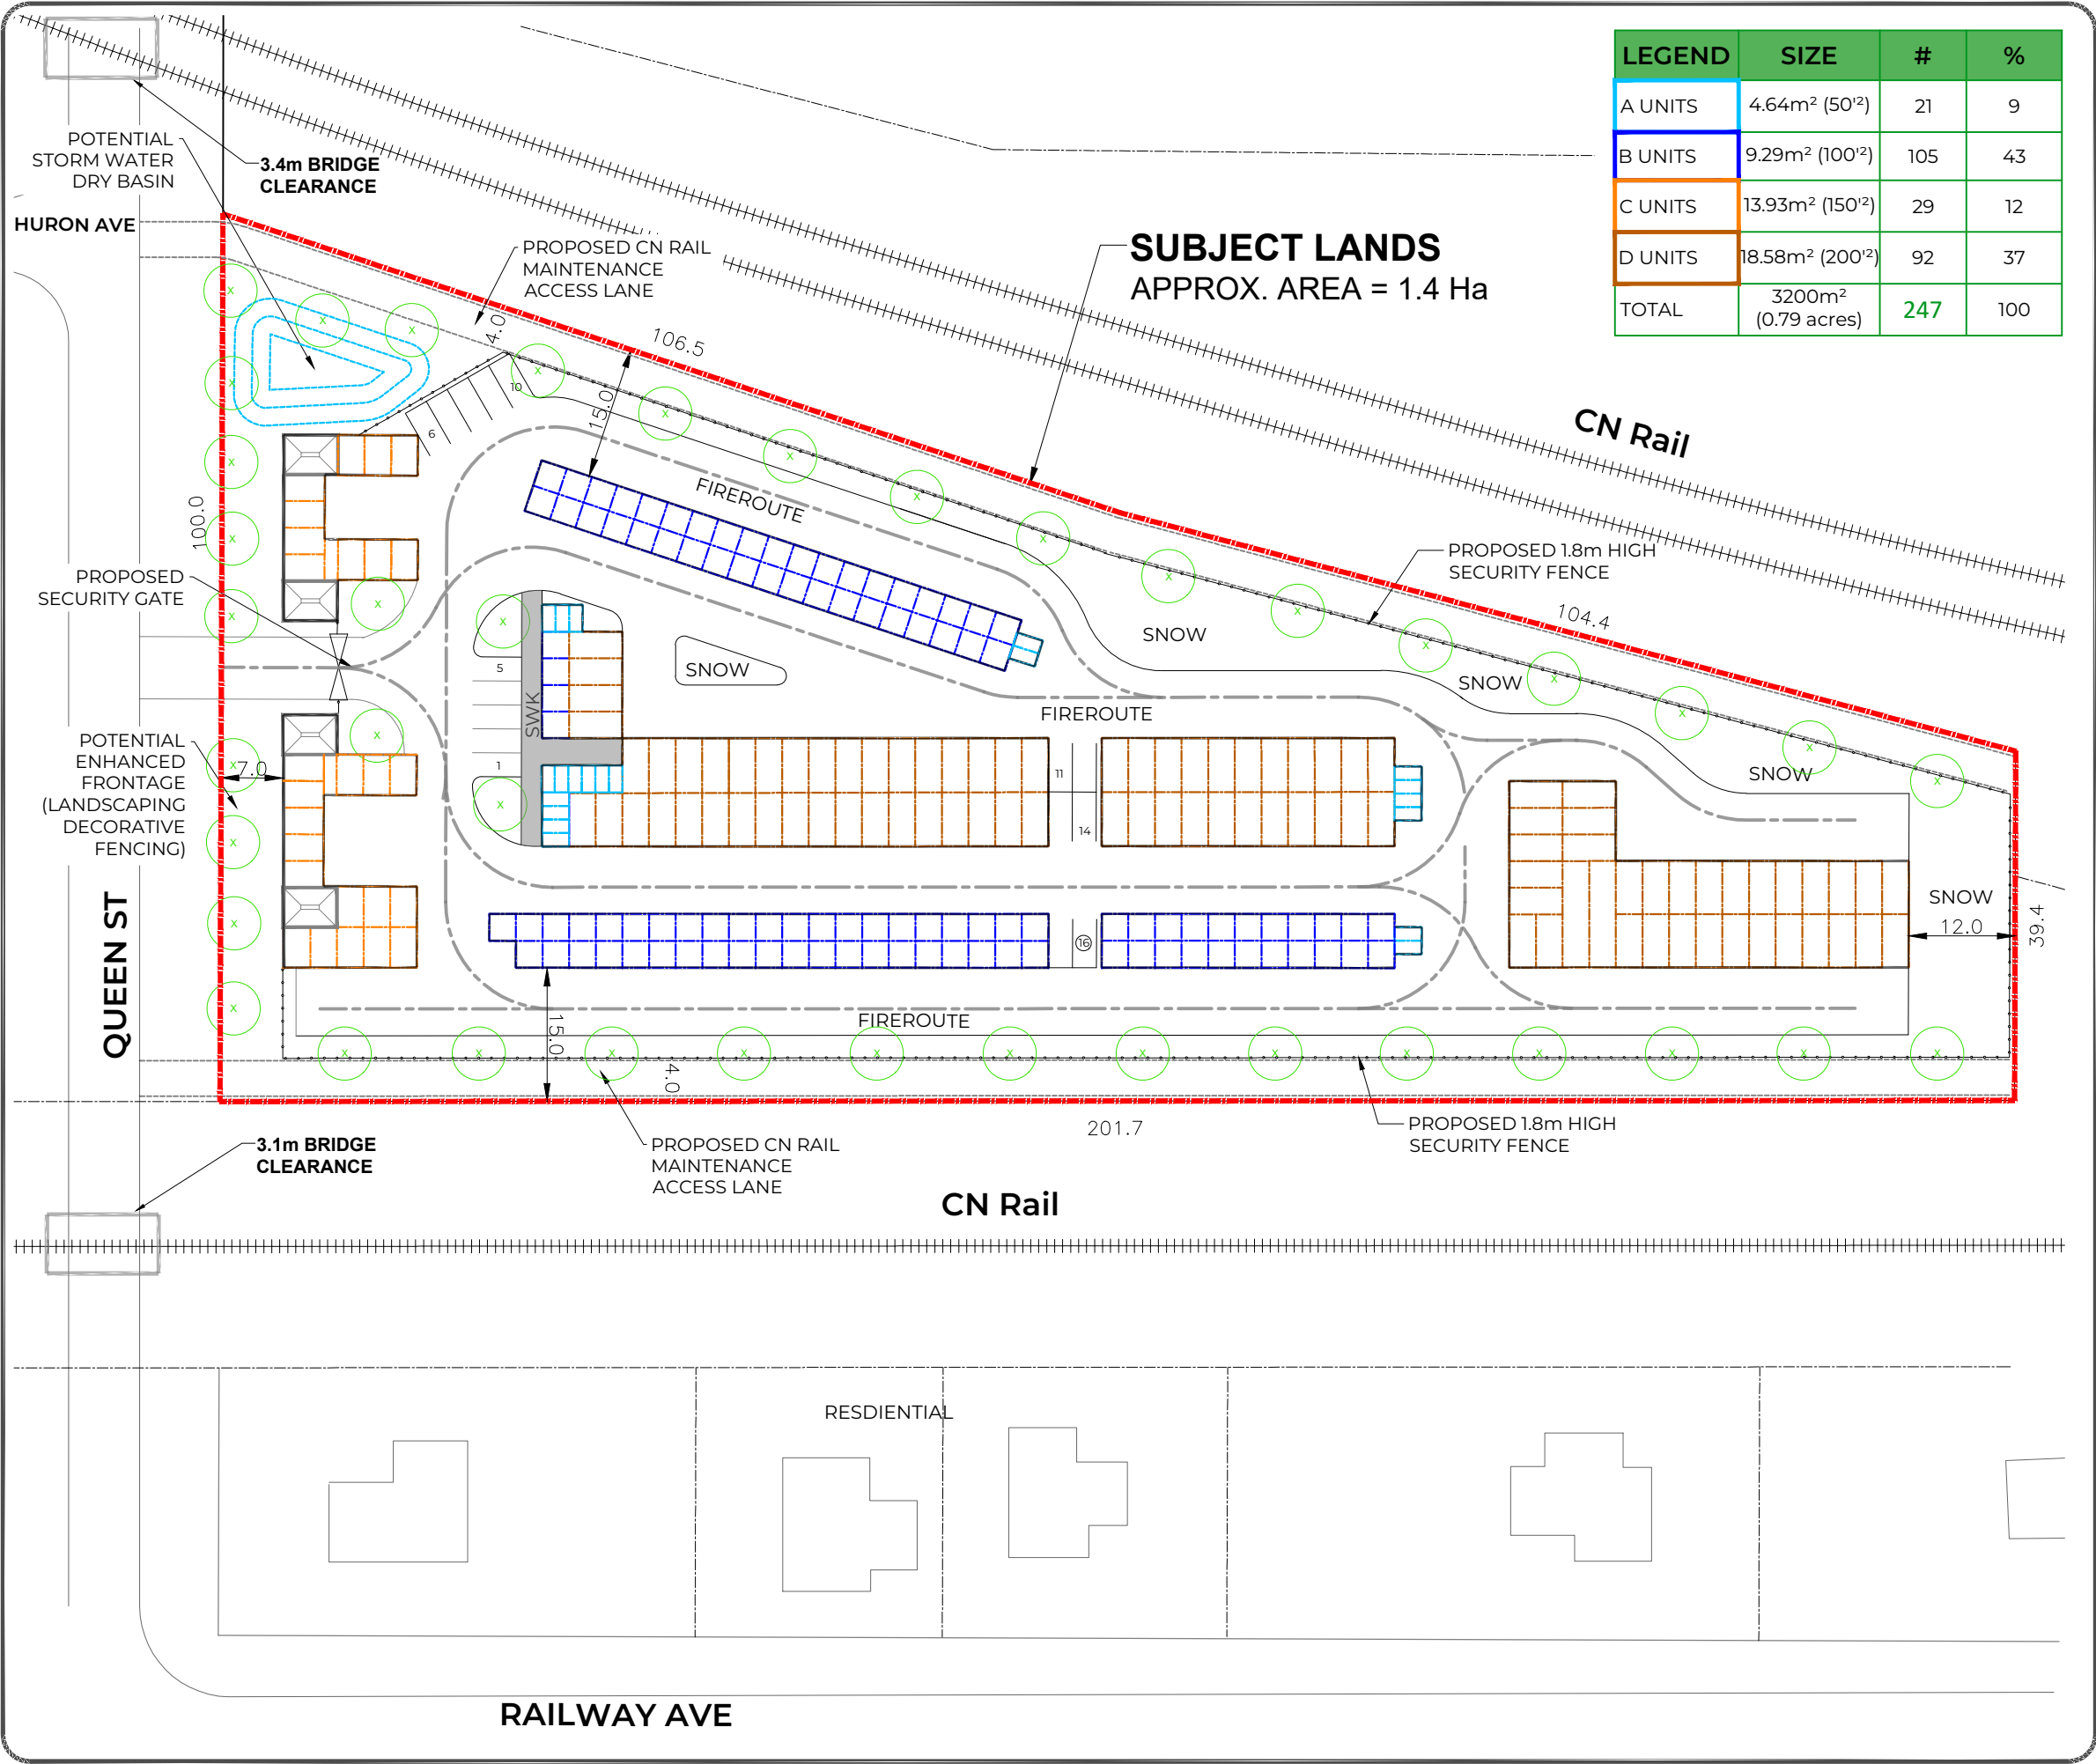 LEGEND SIZE # %
A UNITS 4.64m² (50'²) 21 9
B UNITS 9.29m² (100'²) 105 43
C UNITS 13.93m² (150'²) 29 12
D UNITS 18.58m² (200'²) 92 37
TOTAL 3200m² (0.79 acres) 247 100
POTENTIAL
STORM WATER
DRY BASIN
3.4m BRIDGE
CLEARANCE
HURON AVE
PROPOSED CN RAIL
MAINTENANCE
ACCESS LANE
SUBJECT LANDS
APPROX. AREA = 1.4 Ha
4.0
106.5
15.0
10
6
CN Rail
FIREROUTE
100.0
PROPOSED
SECURITY GATE
PROPOSED 1.8m HIGH
SECURITY FENCE
104.4
SNOW
SNOW
SNOW
SNOW
5
SWK
1
FIREROUTE
POTENTIAL
ENHANCED
FRONTAGE
(LANDSCAPING
DECORATIVE
FENCING)
7.0
11
14
16
SNOW
12.0
39.4
QUEEN ST
FIREROUTE
15.0
4.0
201.7
PROPOSED 1.8m HIGH
SECURITY FENCE
3.1m BRIDGE
CLEARANCE
PROPOSED CN RAIL
MAINTENANCE
ACCESS LANE
CN Rail
RESDIENTIAL
RAILWAY AVE